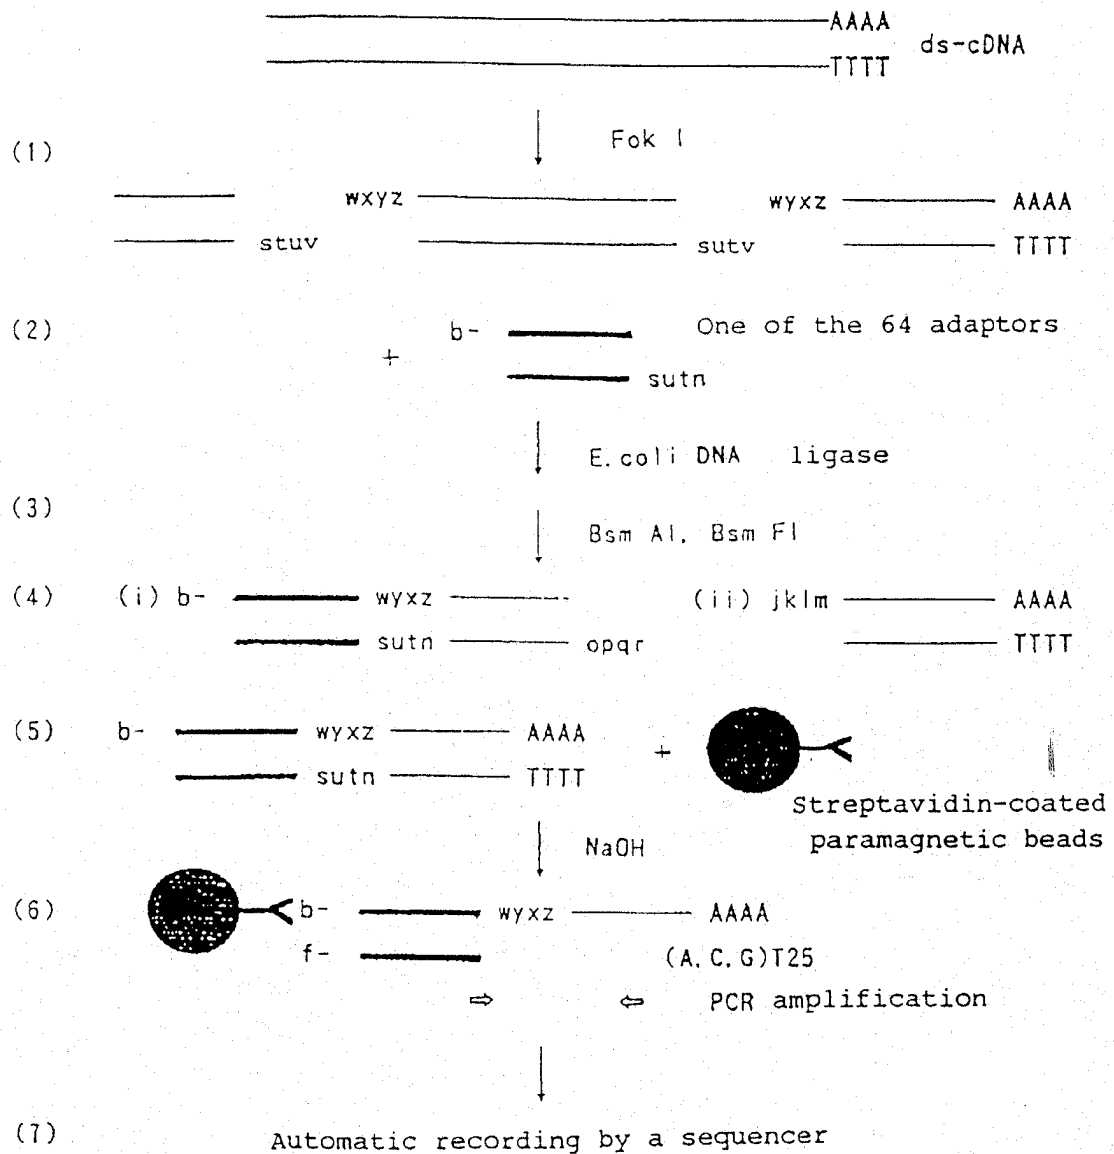 AAAA
ds-cDNA
TTTT
Fok I
(1)
wxyz wyxz AAAA
stuv sutv TTTT
(2) b- One of the 64 adaptors
+
sutn
E.coli DNA ligase
(3)
Bsm AI, Bsm FI
(4) (i) b- wyxz (ii) jklm AAAA
sutn opqr TTTT
(5) b- wyxz AAAA
+
sutn TTTT
Streptavidin-coated
paramagnetic beads
NaOH
(6) b- wyxz AAAA
f- (A,C,G)T25
⇨ ⇦ PCR amplification
(7) Automatic recording by a sequencer